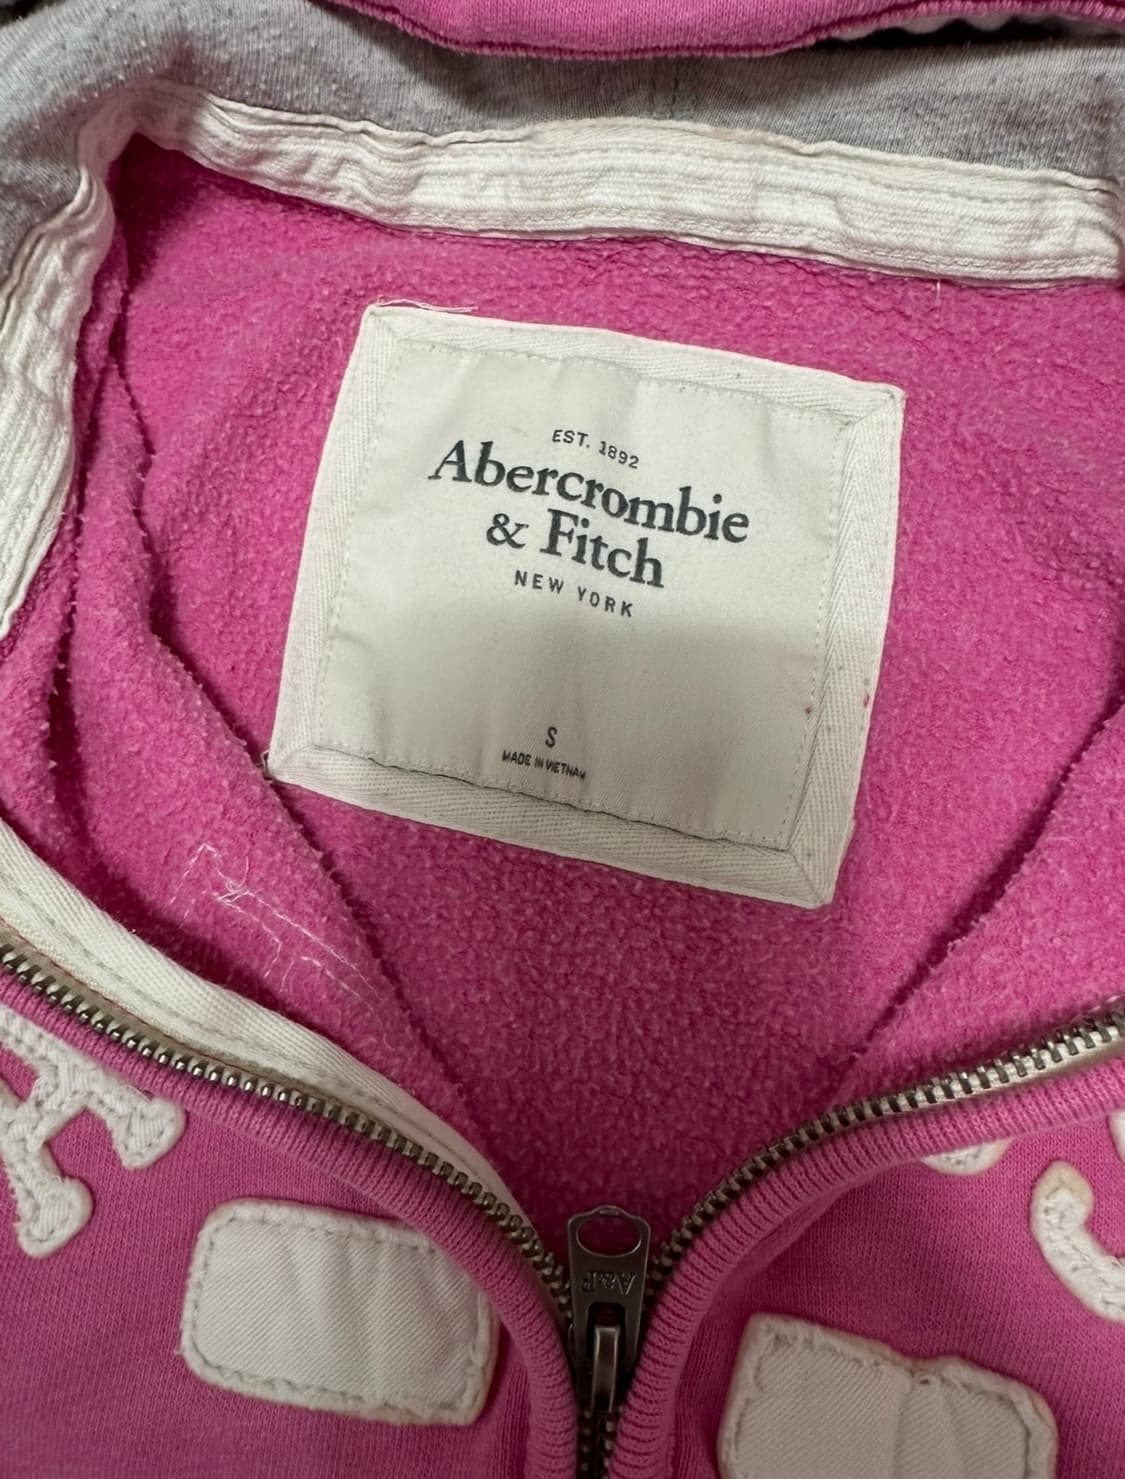 EST. 1892
Abercrombie
& Fitch
NEW YORK
S
MADE IN VIETNAM
A&F